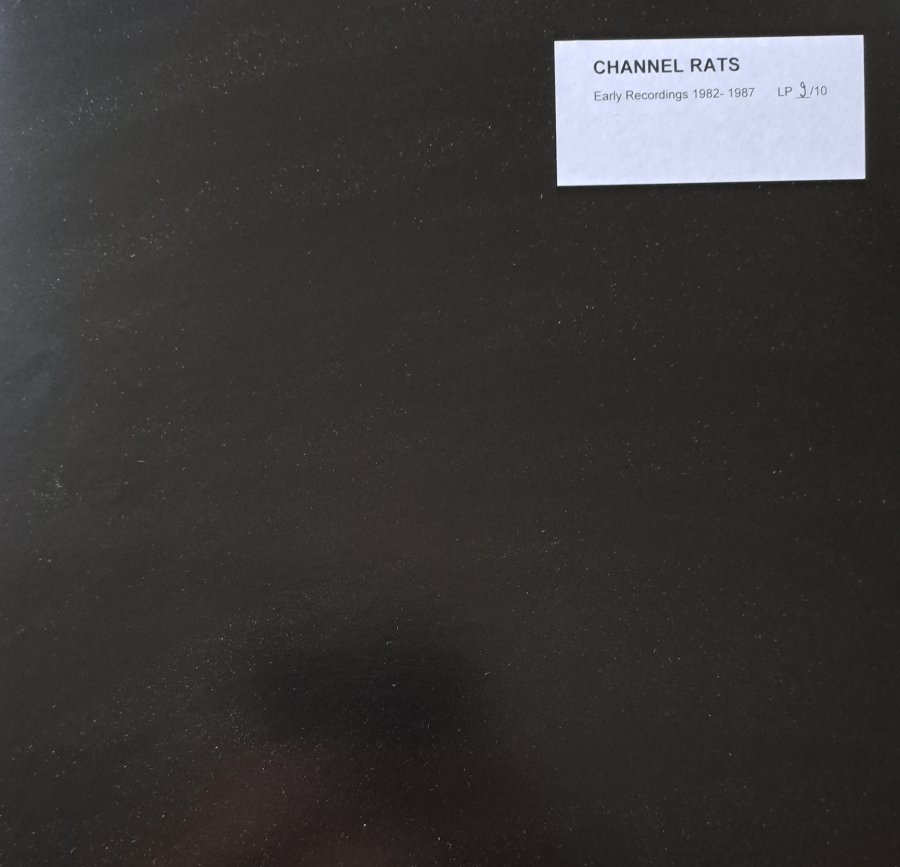 CHANNEL RATS
Early Recordings 1982- 1987 LP 9/10